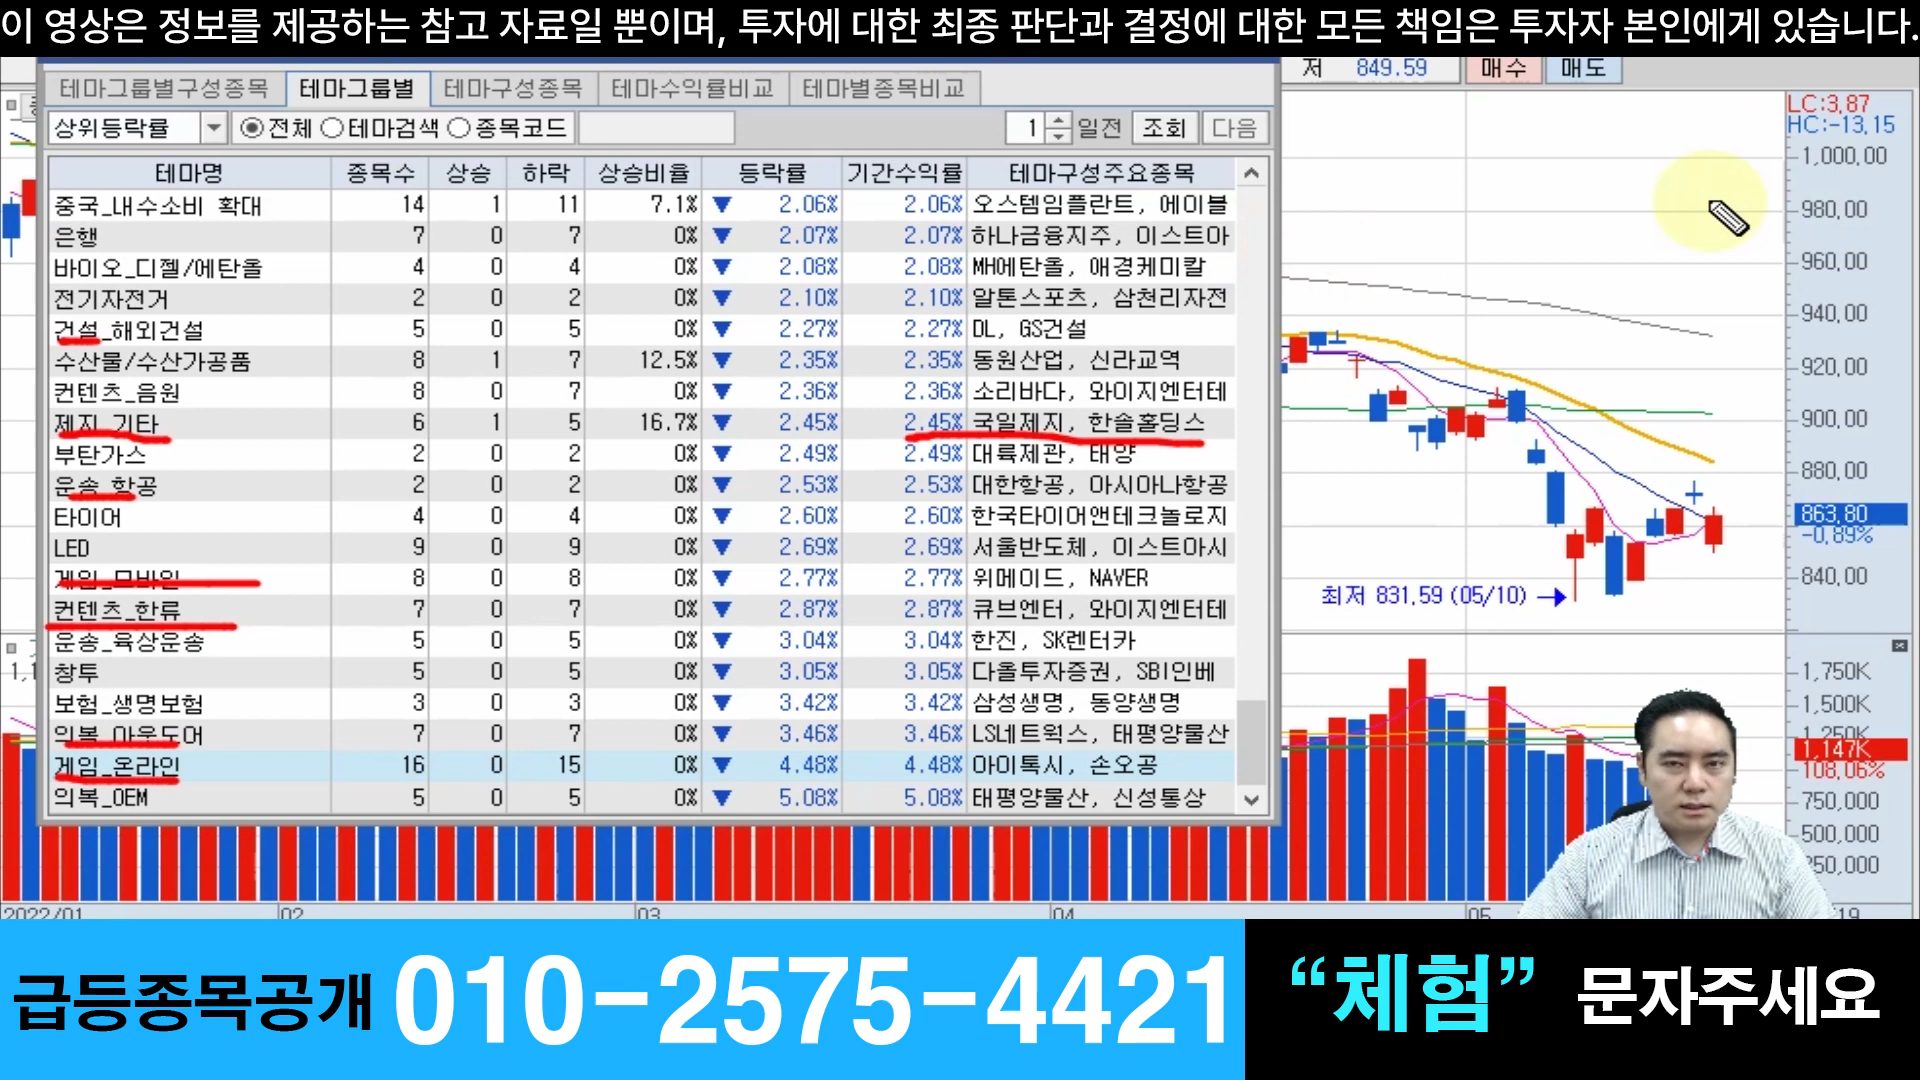 이 영상은 정보를 제공하는 참고 자료일 뿐이며, 투자에 대한 최종 판단과 결정에 대한 모든 책임은 투자자 본인에게 있습니다.
테마그룹별구성종목 테마그룹별 테마구성종목 테마수익률비교 테마별종목비교
저 849.59 매수 매도
상위등락률 전체 테마검색 종목코드 1 일전 조회 다음
테마명 종목수 상승 하락 상승비율 등락률 기간수익률 테마구성주요종목
중국_내수소비 확대 14 1 11 7.1% ▼ 2.06% 2.06% 오스템임플란트, 에이블
은행 7 0 7 0% ▼ 2.07% 2.07% 하나금융지주, 이스트아
바이오_디젤/에탄올 4 0 4 0% ▼ 2.08% 2.08% MH에탄올, 애경케미칼
전기자전거 2 0 2 0% ▼ 2.10% 2.10% 알톤스포츠, 삼천리자전
건설_해외건설 5 0 5 0% ▼ 2.27% 2.27% DL, GS건설
수산물/수산가공품 8 1 7 12.5% ▼ 2.35% 2.35% 동원산업, 신라교역
컨텐츠_음원 8 0 7 0% ▼ 2.36% 2.36% 소리바다, 와이지엔터테
제지_기타 6 1 5 16.7% ▼ 2.45% 2.45% 국일제지, 한솔홀딩스
부탄가스 2 0 2 0% ▼ 2.49% 2.49% 대륙제관, 태양
운송_항공 2 0 2 0% ▼ 2.53% 2.53% 대한항공, 아시아나항공
타이어 4 0 4 0% ▼ 2.60% 2.60% 한국타이어앤테크놀로지
LED 9 0 9 0% ▼ 2.69% 2.69% 서울반도체, 이스트아시
게임_모바일 8 0 8 0% ▼ 2.77% 2.77% 위메이드, NAVER
컨텐츠_한류 7 0 7 0% ▼ 2.87% 2.87% 큐브엔터, 와이지엔터테
운송_육상운송 5 0 5 0% ▼ 3.04% 3.04% 한진, SK렌터카
창투 5 0 5 0% ▼ 3.05% 3.05% 다올투자증권, SBI인베
보험_생명보험 3 0 3 0% ▼ 3.42% 3.42% 삼성생명, 동양생명
의복_아웃도어 7 0 7 0% ▼ 3.46% 3.46% LS네트웍스, 태평양물산
게임_온라인 16 0 15 0% ▼ 4.48% 4.48% 아이톡시, 손오공
의복_OEM 5 0 5 0% ▼ 5.08% 5.08% 태평양물산, 신성통상
LC:3.87
HC:-13.15
1,000.00
980.00
960.00
940.00
920.00
900.00
880.00
863.80
-0.89%
840.00
최저 831.59 (05/10)
1,750K
1,500K
1,250K
1,147K
108.06%
750,000
500,000
250,000
2022/01 02 03 04 05 19
급등종목공개 010-2575-4421 “체험” 문자주세요